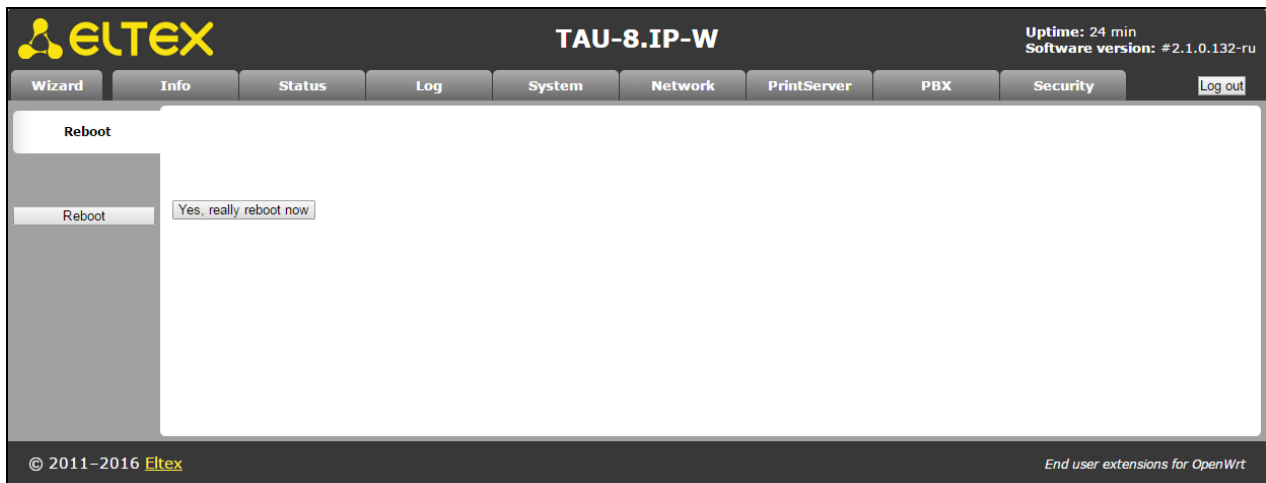 ELTEX
TAU-8.IP-W
Uptime: 24 min
Software version: #2.1.0.132-ru
Wizard Info Status Log System Network PrintServer PBX Security Log out
Reboot
Reboot
Yes, really reboot now
© 2011–2016 Eltex
End user extensions for OpenWrt